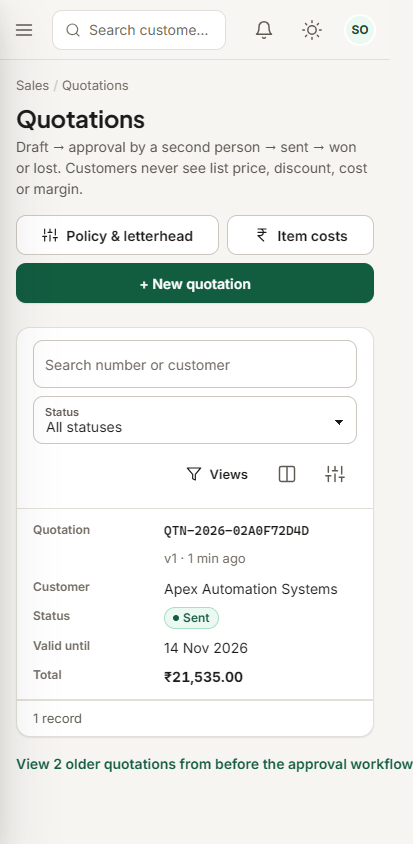 Search custome...
SO
Sales / Quotations
Quotations
Draft → approval by a second person → sent → won
or lost. Customers never see list price, discount, cost
or margin.
Policy & letterhead
₹ Item costs
+ New quotation
Search number or customer
Status
All statuses
Views
Quotation QTN-2026-02A0F72D4D
v1 · 1 min ago
Customer Apex Automation Systems
Status Sent
Valid until 14 Nov 2026
Total ₹21,535.00
1 record
View 2 older quotations from before the approval workflow